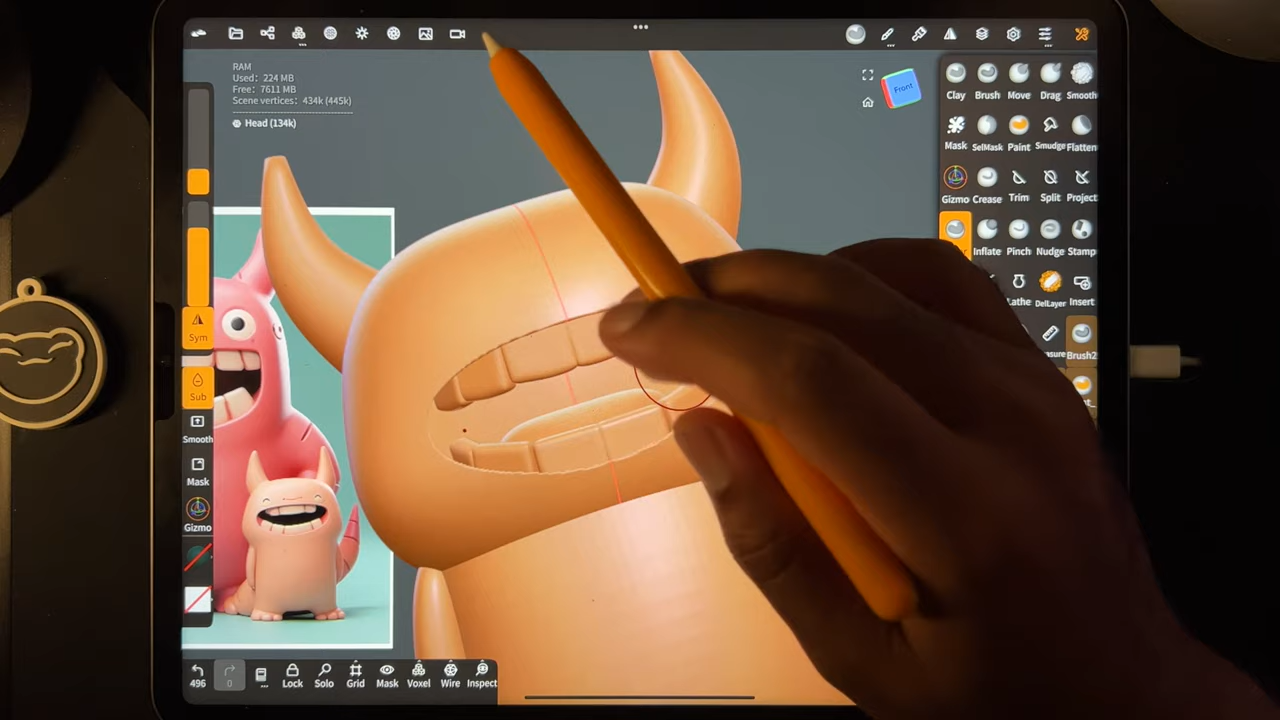 RAM
Used: 224 MB
Free: 7611 MB
Scene vertices: 434k (445k)
Head (134k)
Front
Clay Brush Move Drag Smooth
Mask SelMask Paint Smudge Flatten
Gizmo Crease Trim Split Project
Inflate Pinch Nudge Stamp
Lathe DelLayer Insert
Brush2
Sym
Sub
Smooth
Mask
Gizmo
496 0 Lock Solo Grid Mask Voxel Wire Inspect